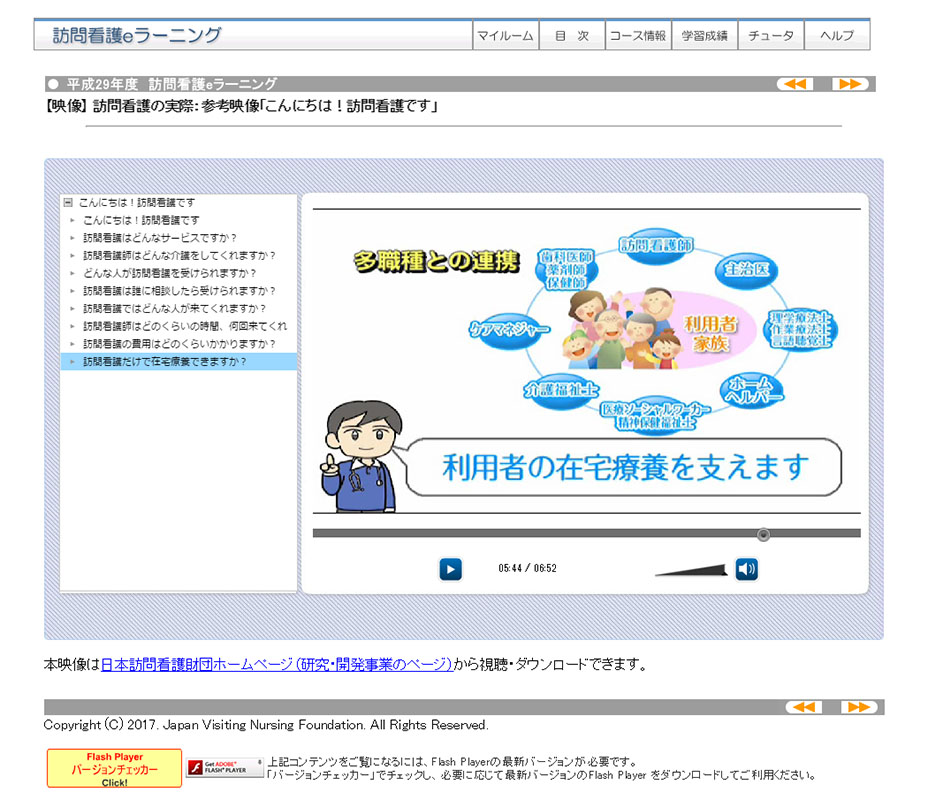 訪問看護eラーニング
マイルーム 目 次 コース情報 学習成績 チュータ ヘルプ
● 平成29年度 訪問看護eラーニング
【映像】 訪問看護の実際：参考映像「こんにちは！訪問看護です」
こんにちは！訪問看護です
こんにちは！訪問看護です
訪問看護はどんなサービスですか？
訪問看護師はどんな介護をしてくれますか？
どんな人が訪問看護を受けられますか？
訪問看護は誰に相談したら受けられますか？
訪問看護ではどんな人が来てくれますか？
訪問看護師はどのくらいの時間、何回来てくれ
訪問看護の費用はどのくらいかかりますか？
訪問看護だけで在宅療養できますか？
多職種との連携
訪問看護師
歯科医師
薬剤師
保健師
主治医
ケアマネジャー
利用者
家族
理学療法士
作業療法士
言語聴覚士
介護福祉士
ホーム
ヘルパー
医療ソーシャルワーカー
精神保健福祉士
利用者の在宅療養を支えます
05:44 / 06:52
本映像は日本訪問看護財団ホームページ（研究・開発事業のページ）から視聴・ダウンロードできます。
Copyright (C) 2017. Japan Visiting Nursing Foundation. All Rights Reserved.
Flash Player
バージョンチェッカー
Click!
Get ADOBE®
FLASH® PLAYER
上記コンテンツをご覧になるには、Flash Playerの最新バージョンが必要です。
「バージョンチェッカー」でチェックし、必要に応じて最新バージョンのFlash Player をダウンロードしてご利用ください。